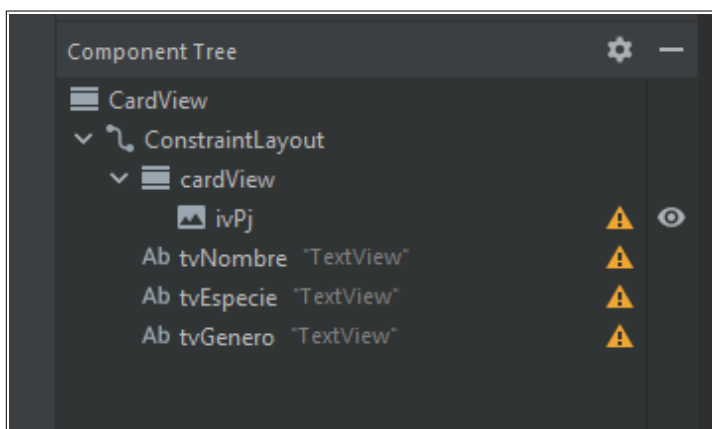 Component Tree
CardView
ConstraintLayout
cardView
ivPj
Ab tvNombre "TextView"
Ab tvEspecie "TextView"
Ab tvGenero "TextView"